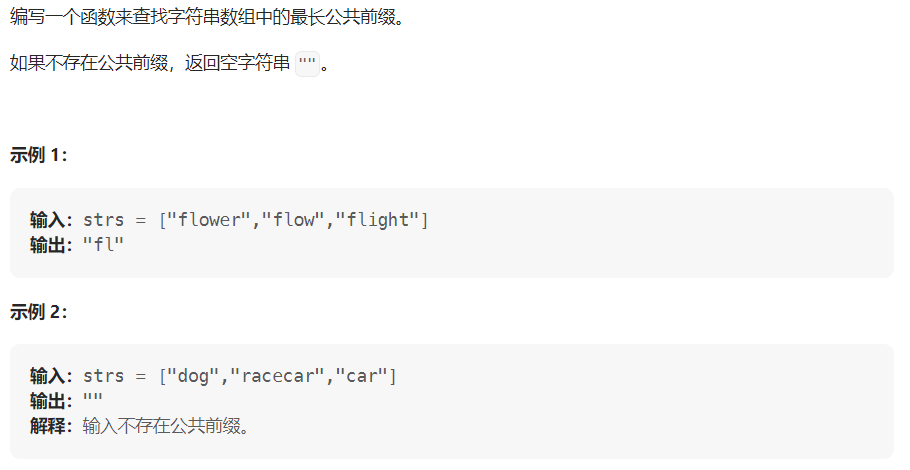 编写一个函数来查找字符串数组中的最长公共前缀。
如果不存在公共前缀，返回空字符串 ""。
示例 1：
输入：strs = ["flower","flow","flight"]
输出："fl"
示例 2：
输入：strs = ["dog","racecar","car"]
输出：""
解释：输入不存在公共前缀。